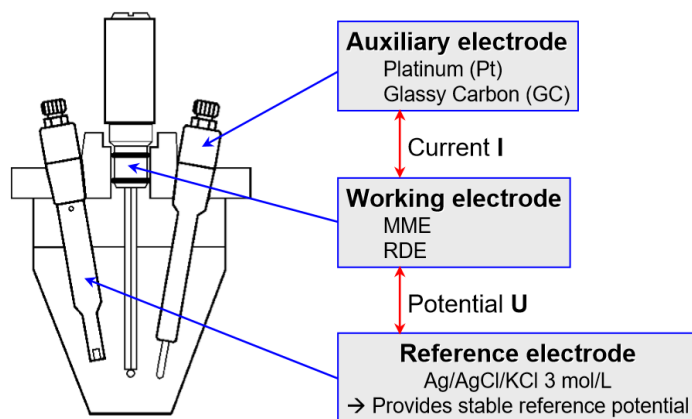 Auxiliary electrode
Platinum (Pt)
Glassy Carbon (GC)
Current I
Working electrode
MME
RDE
Potential U
Reference electrode
Ag/AgCl/KCl 3 mol/L
→ Provides stable reference potential